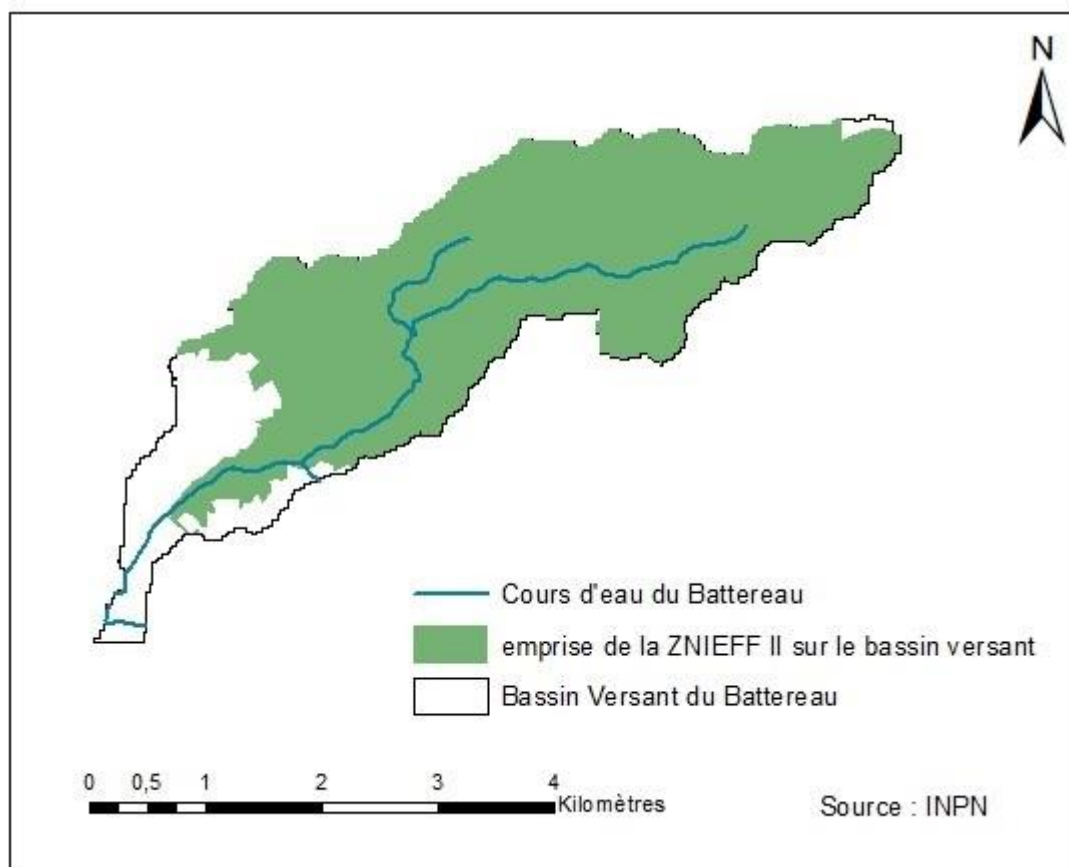 N
Cours d'eau du Battereau
emprise de la ZNIEFF II sur le bassin versant
Bassin Versant du Battereau
0 0,5 1 2 3 4
Kilomètres
Source : INPN